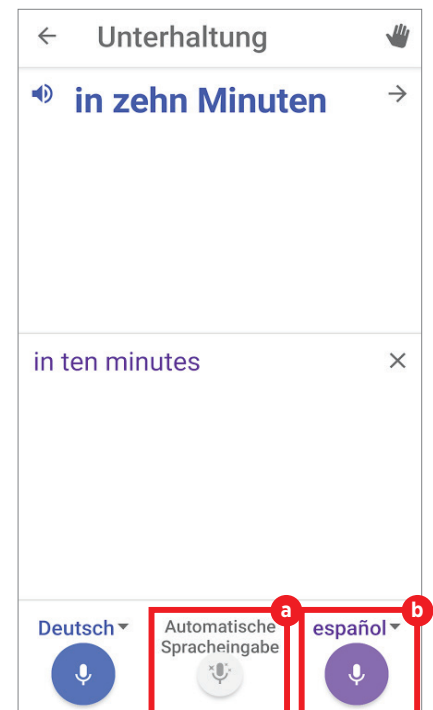 Unterhaltung
in zehn Minuten
in ten minutes
a
b
Deutsch
Automatische
Spracheingabe
español